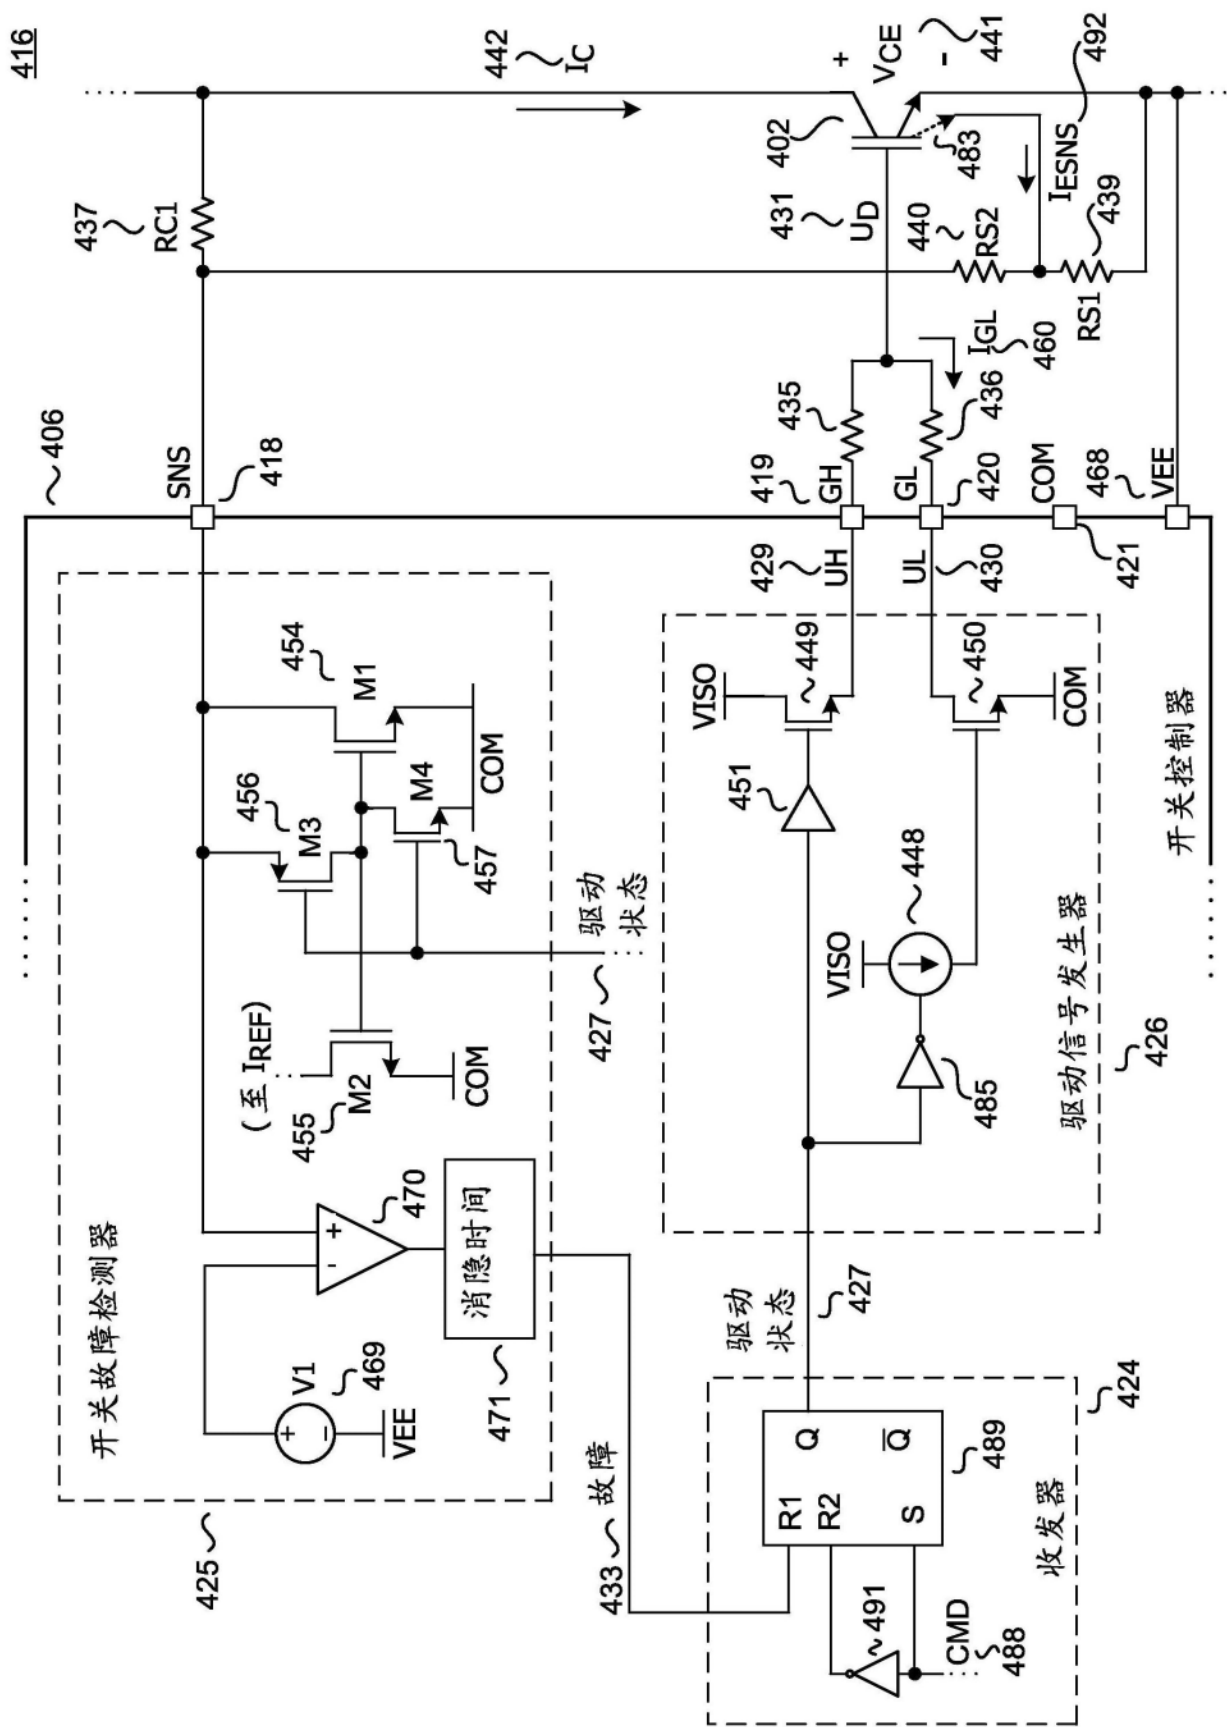 416
406
开关故障检测器
425
V1
469
VEE
+
-
+
-
470
消隐时间
471
433
故障
(至 IREF)
455
M2
COM
456
M3
454
M1
M4
457
COM
驱动
状态
427
SNS
418
437
RC1
442
IC
402
+
VCE
-
441
483
IESNS
492
431
UD
440
RS2
RS1
439
435
436
IGL
460
419
GH
GL
420
COM
421
468
VEE
429
UH
UL
430
VISO
449
450
COM
451
VISO
448
485
驱动信号发生器
426
开关控制器
驱动
状态
427
R1
R2
S
Q
Q
489
491
CMD
488
收发器
424